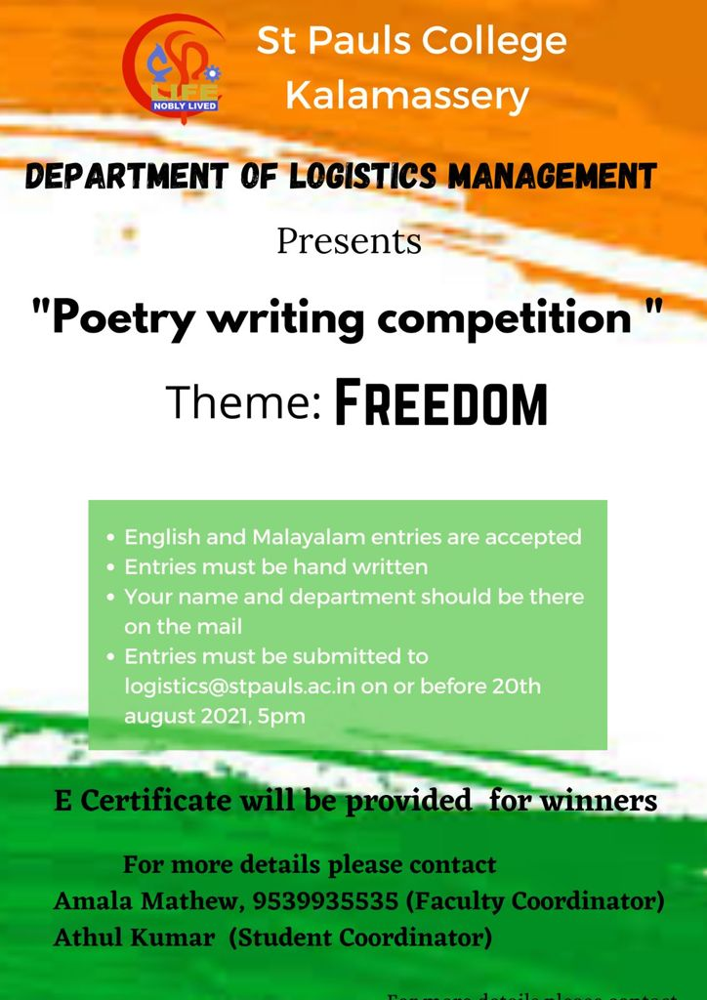 LIFE
NOBLY LIVED
St Pauls College
Kalamassery
DEPARTMENT OF LOGISTICS MANAGEMENT
Presents
"Poetry writing competition "
Theme: FREEDOM
• English and Malayalam entries are accepted
• Entries must be hand written
• Your name and department should be there
on the mail
• Entries must be submitted to
logistics@stpauls.ac.in on or before 20th
august 2021, 5pm
E Certificate will be provided for winners
For more details please contact
Amala Mathew, 9539935535 (Faculty Coordinator)
Athul Kumar (Student Coordinator)
For more details please contact